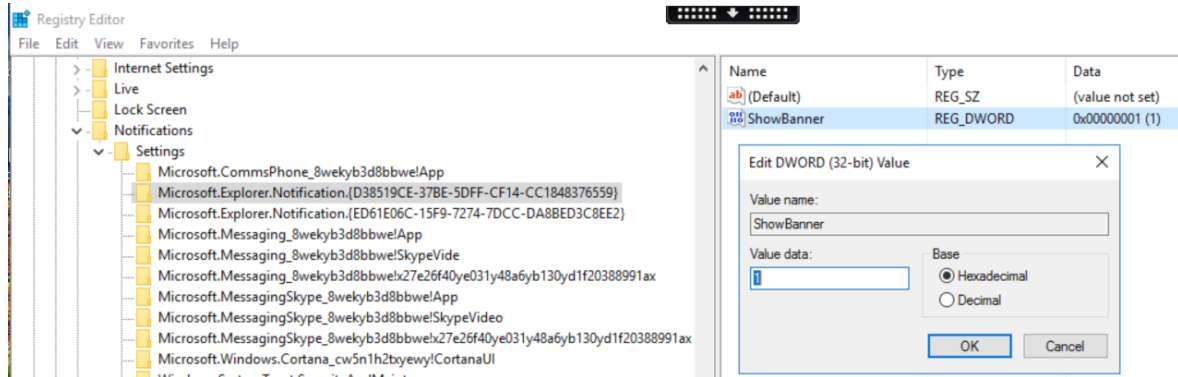 Registry Editor
File Edit View Favorites Help
Internet Settings
Live
Lock Screen
Notifications
Settings
Microsoft.CommsPhone_8wekyb3d8bbwe!App
Microsoft.Explorer.Notification.{D38519CE-37BE-5DFF-CF14-CC1848376559}
Microsoft.Explorer.Notification.{ED61E06C-15F9-7274-7DCC-DA8BED3C8EE2}
Microsoft.Messaging_8wekyb3d8bbwe!App
Microsoft.Messaging_8wekyb3d8bbwe!SkypeVide
Microsoft.Messaging_8wekyb3d8bbwe!x27e26f40ye031y48a6yb130yd1f20388991ax
Microsoft.MessagingSkype_8wekyb3d8bbwe!App
Microsoft.MessagingSkype_8wekyb3d8bbwe!SkypeVideo
Microsoft.MessagingSkype_8wekyb3d8bbwe!x27e26f40ye031y48a6yb130yd1f20388991ax
Microsoft.Windows.Cortana_cw5n1h2txyewy!CortanaUI
Name Type Data
(Default) REG_SZ (value not set)
ShowBanner REG_DWORD 0x00000001 (1)
Edit DWORD (32-bit) Value
Value name:
ShowBanner
Value data:
1
Base
Hexadecimal
Decimal
OK Cancel